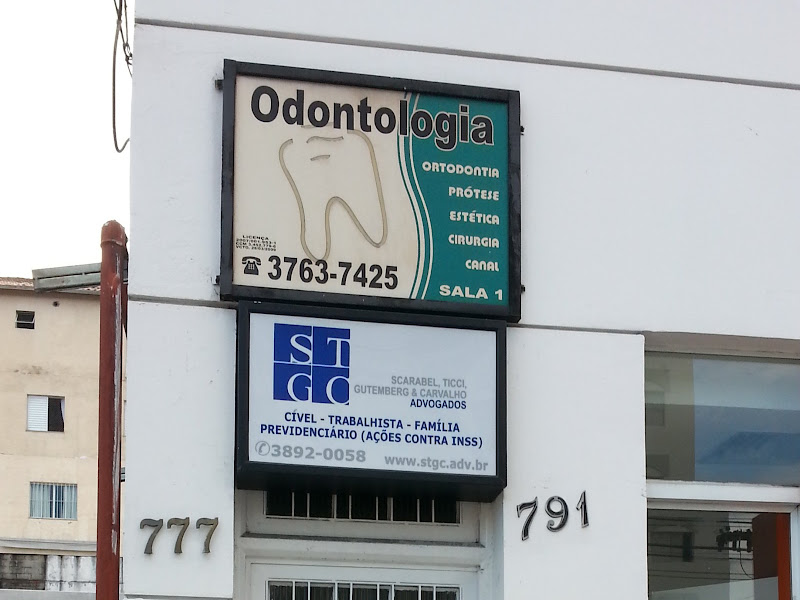 Odontologia
ORTODONTIA
PRÓTESE
ESTÉTICA
CIRURGIA
CANAL
LICENÇA
3763-7425
SALA 1
STGC
SCARABEL, TICCI,
GUTEMBERG & CARVALHO
ADVOGADOS
CÍVEL - TRABALHISTA - FAMÍLIA
PREVIDENCIÁRIO (AÇÕES CONTRA INSS)
3892-0058 www.stgc.adv.br
777
791